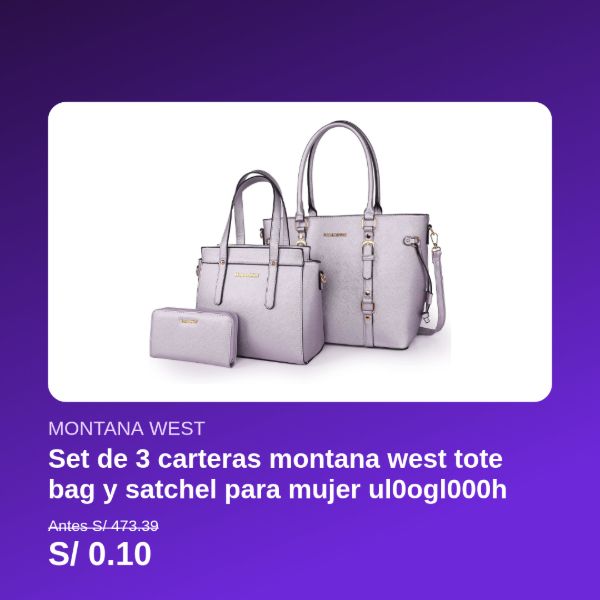 MONTANA WEST
Set de 3 carteras montana west tote
bag y satchel para mujer ul0ogl000h
Antes S/ 473.39
S/ 0.10